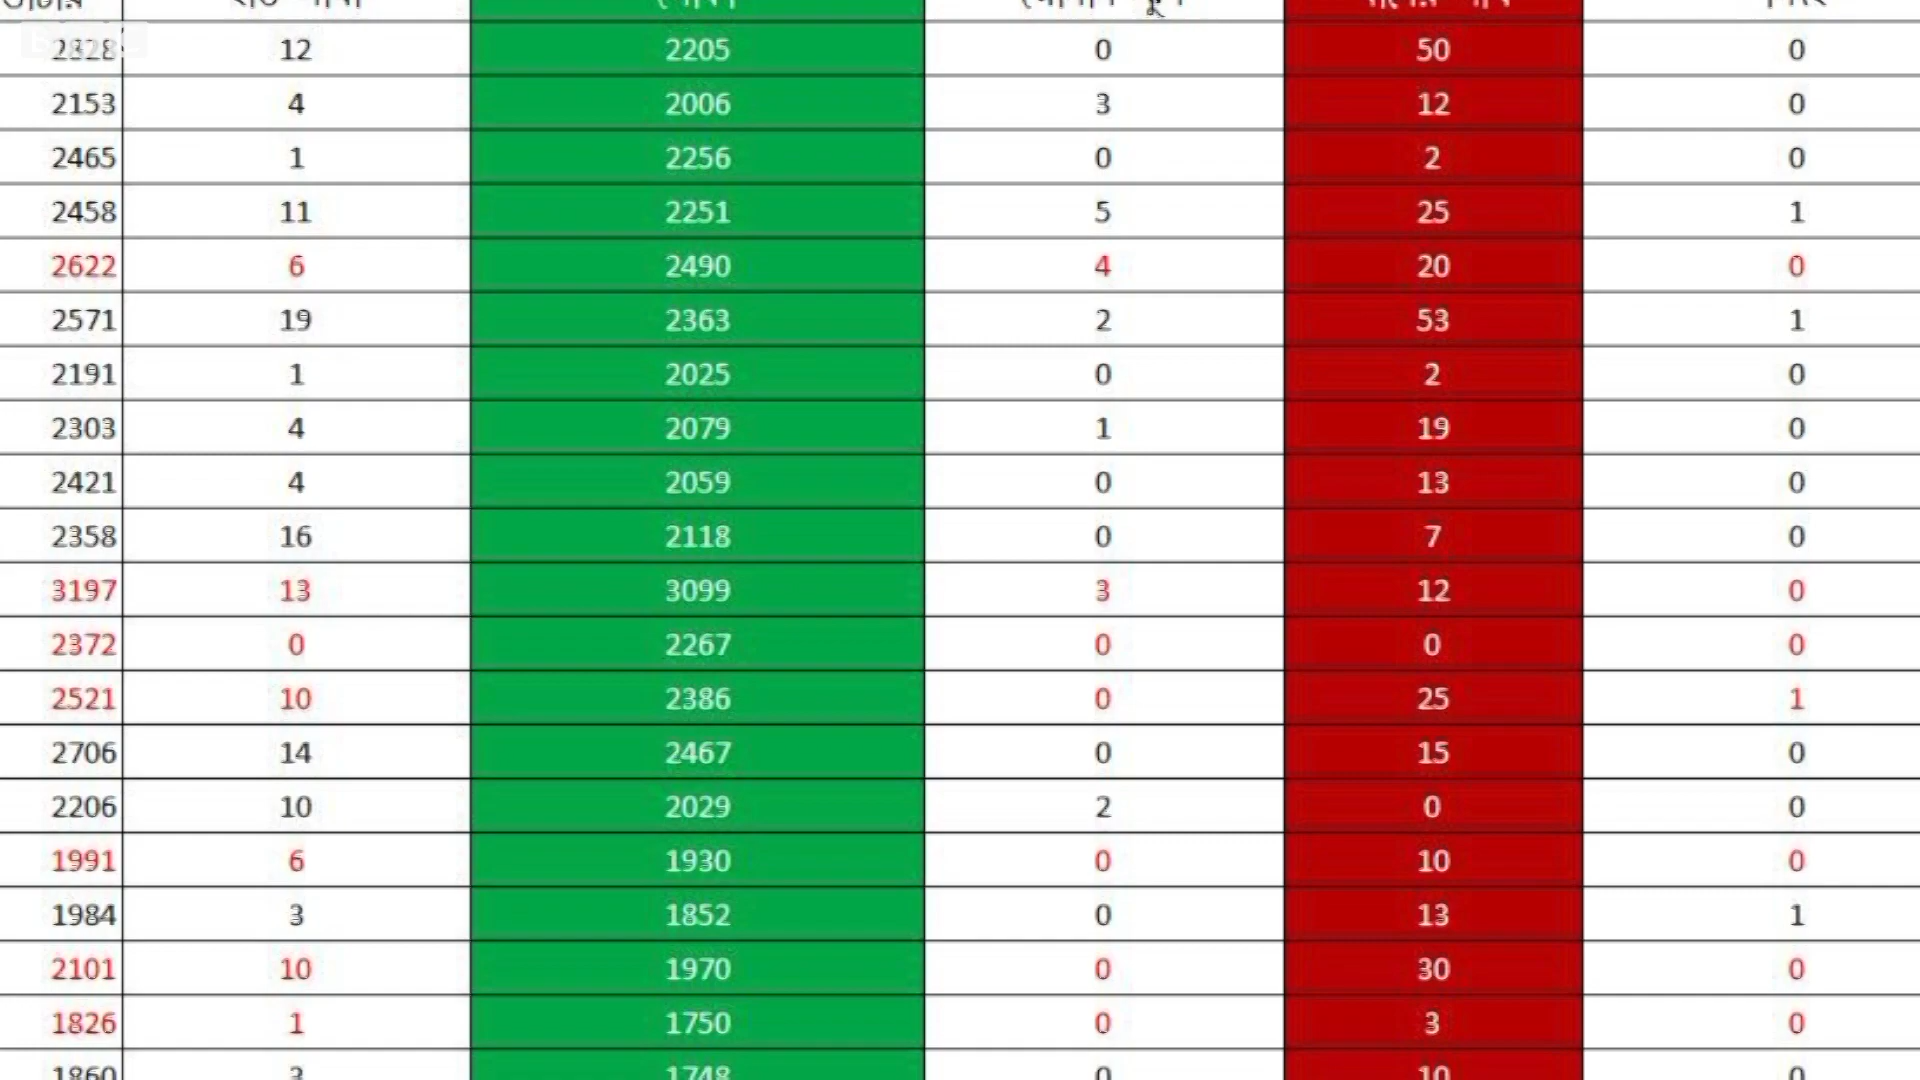 2828 12 2205 0 50 0
2153 4 2006 3 12 0
2465 1 2256 0 2 0
2458 11 2251 5 25 1
2622 6 2490 4 20 0
2571 19 2363 2 53 1
2191 1 2025 0 2 0
2303 4 2079 1 19 0
2421 4 2059 0 13 0
2358 16 2118 0 7 0
3197 13 3099 3 12 0
2372 0 2267 0 0 0
2521 10 2386 0 25 1
2706 14 2467 0 15 0
2206 10 2029 2 0 0
1991 6 1930 0 10 0
1984 3 1852 0 13 1
2101 10 1970 0 30 0
1826 1 1750 0 3 0
1860 3 1748 0 10 0